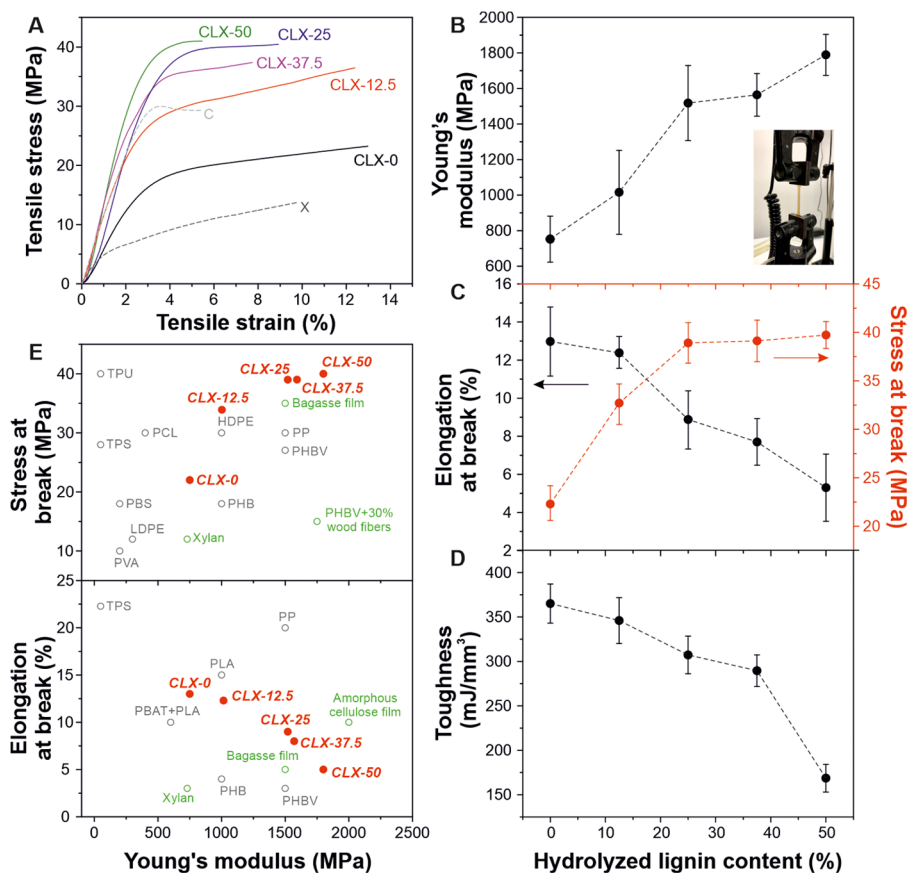 A
CLX-50
CLX-25
CLX-37.5
CLX-12.5
C
CLX-0
X
Tensile stress (MPa)
50
40
30
20
10
0
0 2 4 6 8 10 12 14
Tensile strain (%)
B
Young's
modulus (MPa)
2000
1800
1600
1400
1200
1000
800
600
C
Elongation
at break (%)
16
14
12
10
8
6
4
2
45
40
35
30
25
20
Stress at break (MPa)
D
Toughness
(mJ/mm³)
400
350
300
250
200
150
0 10 20 30 40 50
Hydrolyzed lignin content (%)
E
Stress at
break (MPa)
40
30
20
10
TPU
CLX-25
CLX-50
CLX-37.5
CLX-12.5
Bagasse film
HDPE
TPS
PCL
PP
PHBV
CLX-0
PBS
PHB
PHBV+30%
wood fibers
LDPE
Xylan
PVA
Elongation
at break (%)
25
20
15
10
5
0
TPS
PP
PLA
CLX-0
CLX-12.5
Amorphous
cellulose film
PBAT+PLA
CLX-25
CLX-37.5
Bagasse film
CLX-50
Xylan
PHB
PHBV
0 500 1000 1500 2000 2500
Young's modulus (MPa)